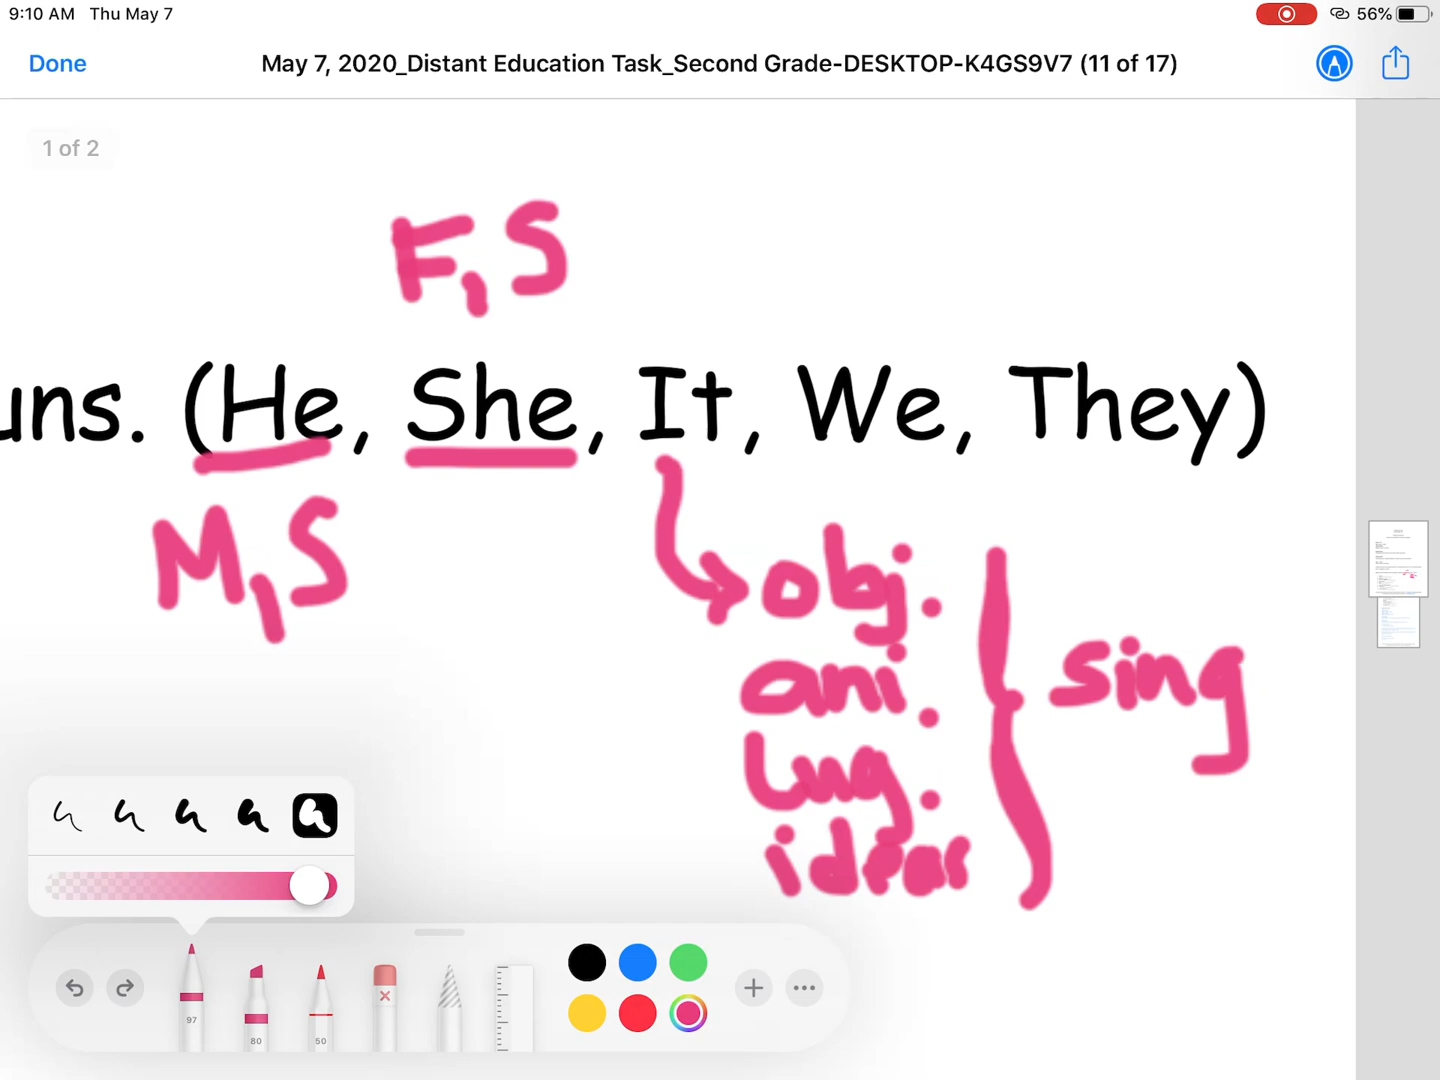 9:10 AM Thu May 7
56%
Done
May 7, 2020_Distant Education Task_Second Grade-DESKTOP-K4GS9V7 (11 of 17)
1 of 2
F, S
uns. (He, She, It, We, They)
M, S
obj.
ani.
sing
lng.
ideas
97
80
50